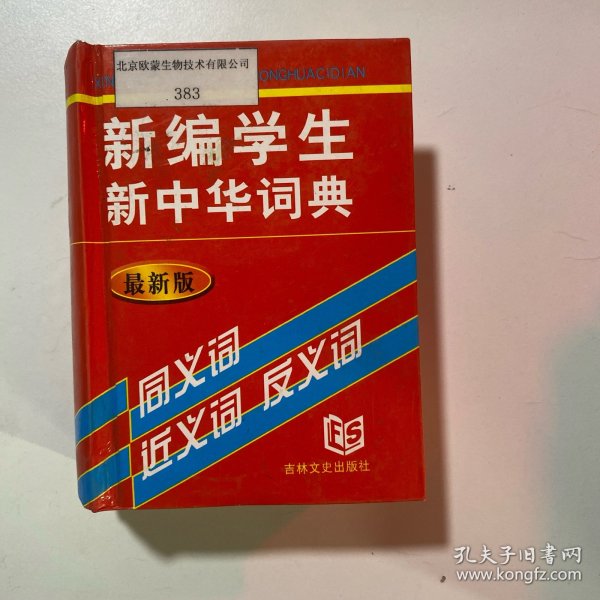 北京欧蒙生物技术有限公司
383
ONGHUACIDIAN
新编学生
新中华词典
最新版
同义词
近义词 反义词
FS
吉林文史出版社
孔夫子旧书网
www.kongfz.com